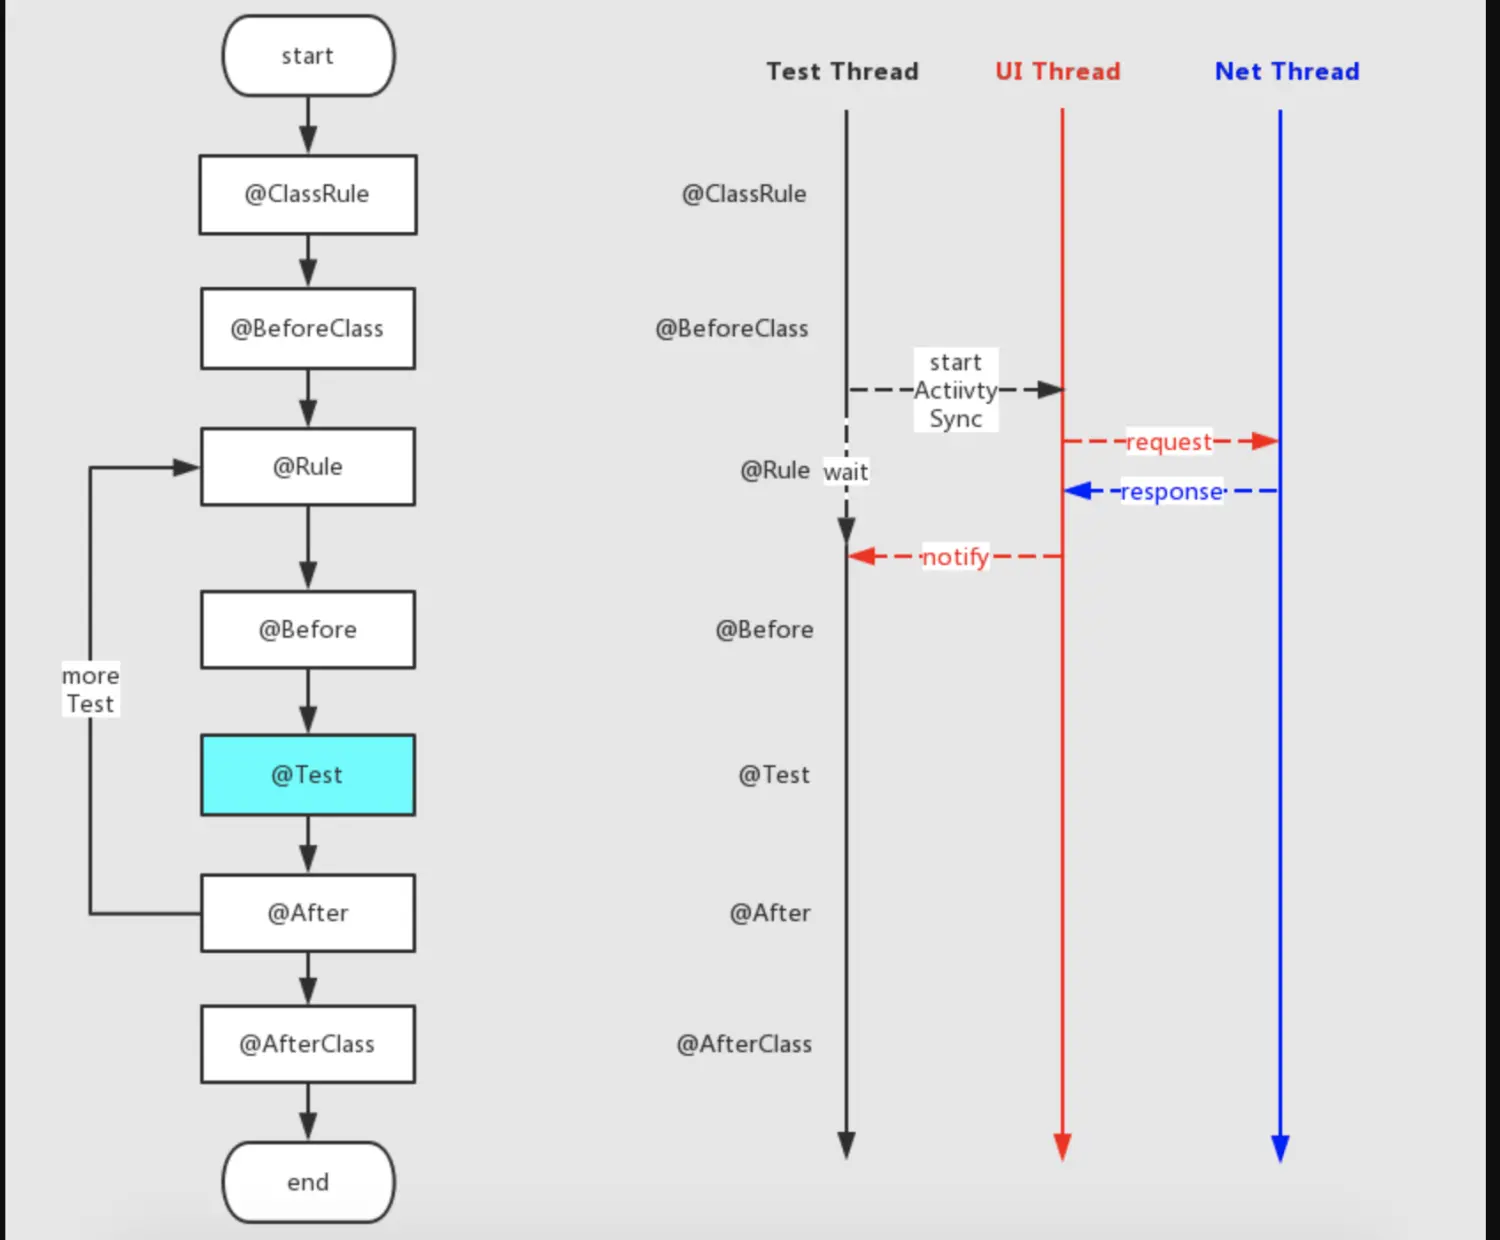 start
@ClassRule
@BeforeClass
@Rule
@Before
more
Test
@Test
@After
@AfterClass
end
Test Thread
UI Thread
Net Thread
@ClassRule
@BeforeClass
start
Actiivty
Sync
request
@Rule
wait
response
notify
@Before
@Test
@After
@AfterClass